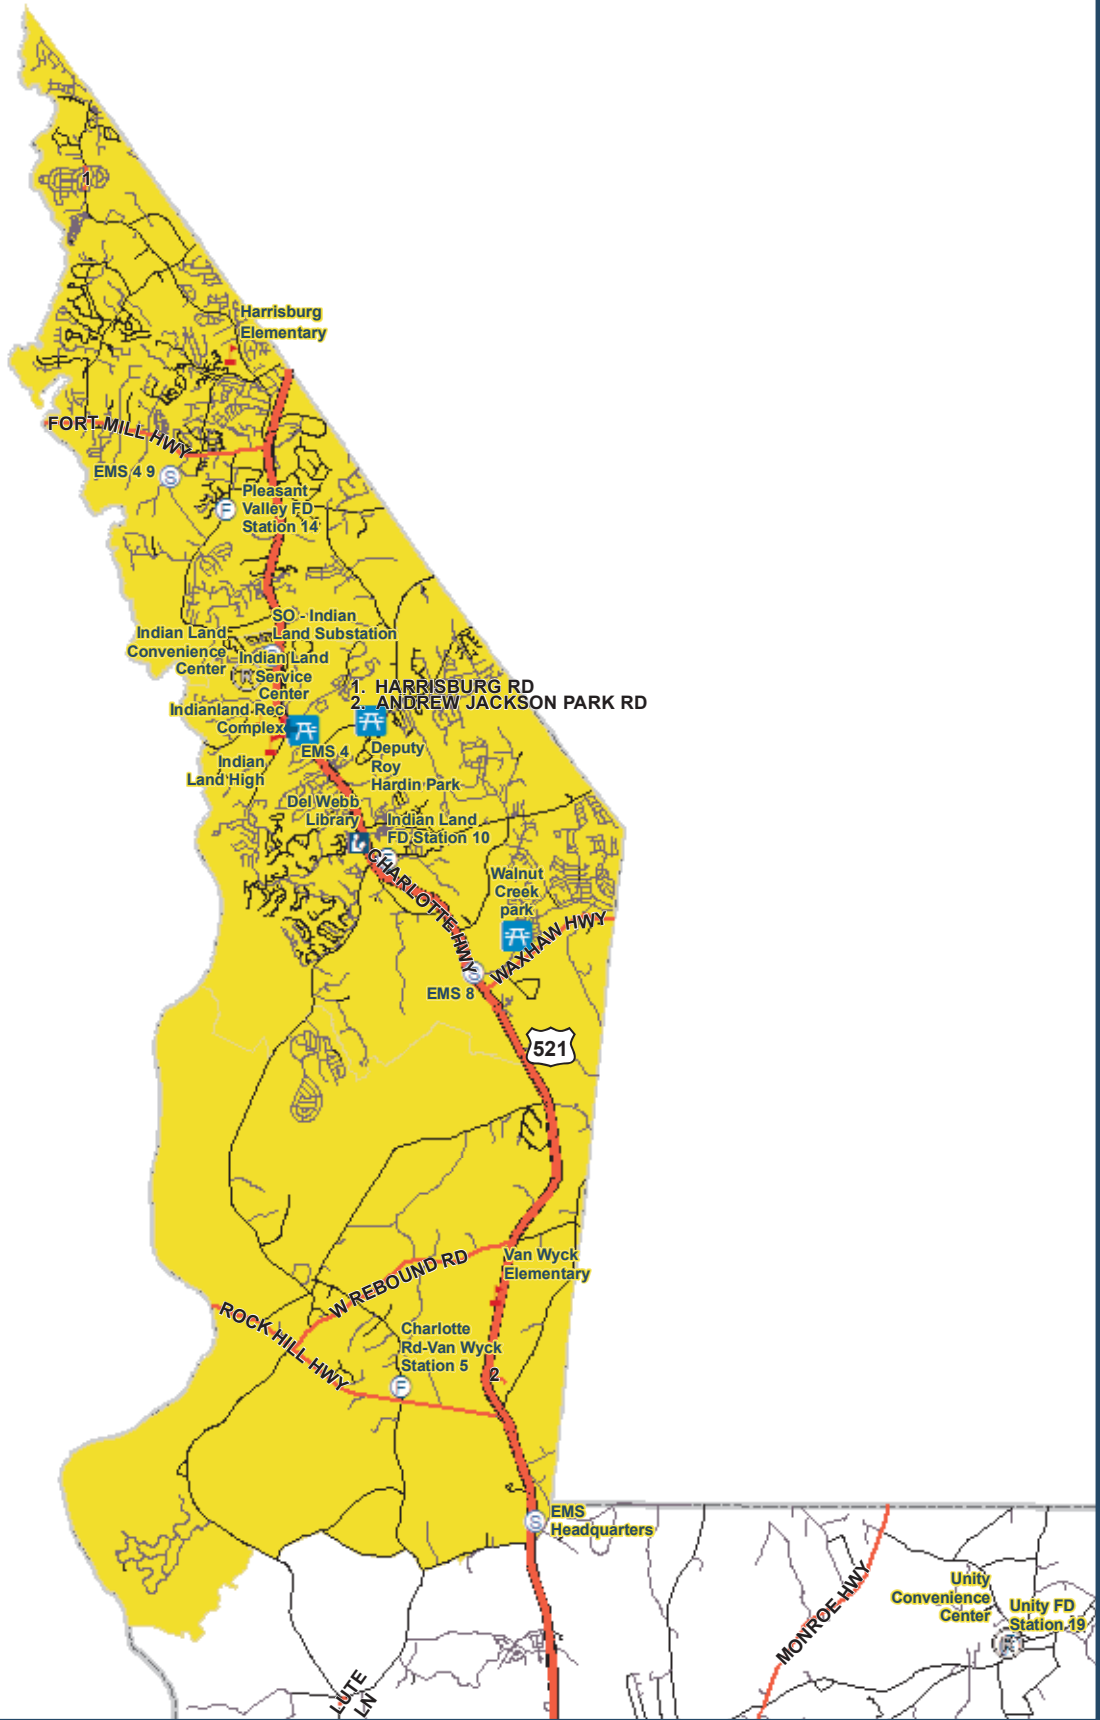 1
Harrisburg
Elementary
FORT MILL HWY
EMS 4 9
S
Pleasant
Valley FD
Station 14
F
SO - Indian
Land Substation
Indian Land
Convenience
Center
Indian Land
Service
Center
1. HARRISBURG RD
2. ANDREW JACKSON PARK RD
Indianland Rec
Complex
EMS 4
Deputy
Roy
Hardin Park
Indian
Land High
Del Webb
Library
Indian Land
FD Station 10
CHARLOTTE HWY
Walnut
Creek
park
WAXHAW HWY
S
EMS 8
521
W REBOUND RD
Van Wyck
Elementary
ROCK HILL HWY
Charlotte
Rd-Van Wyck
Station 5
F
2
S
EMS
Headquarters
MONROE HWY
Unity
Convenience
Center
Unity FD
Station 19
LUTE
LN